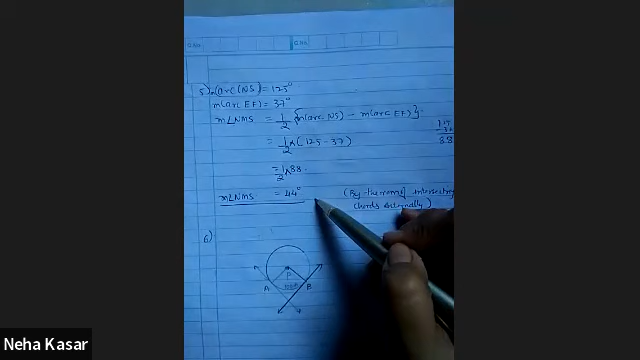 5) m(arc(NS) = 125°
m(arc EF) = 37°
m∠NMS = 1/2 {m(arc NS) - m(arc EF)}
= 1/2 × (125 - 37)
= 1/2 × 88
m∠NMS = 44° (By theorem of intersecting
chords externally)
88
6)
P
A B
Neha Kasar